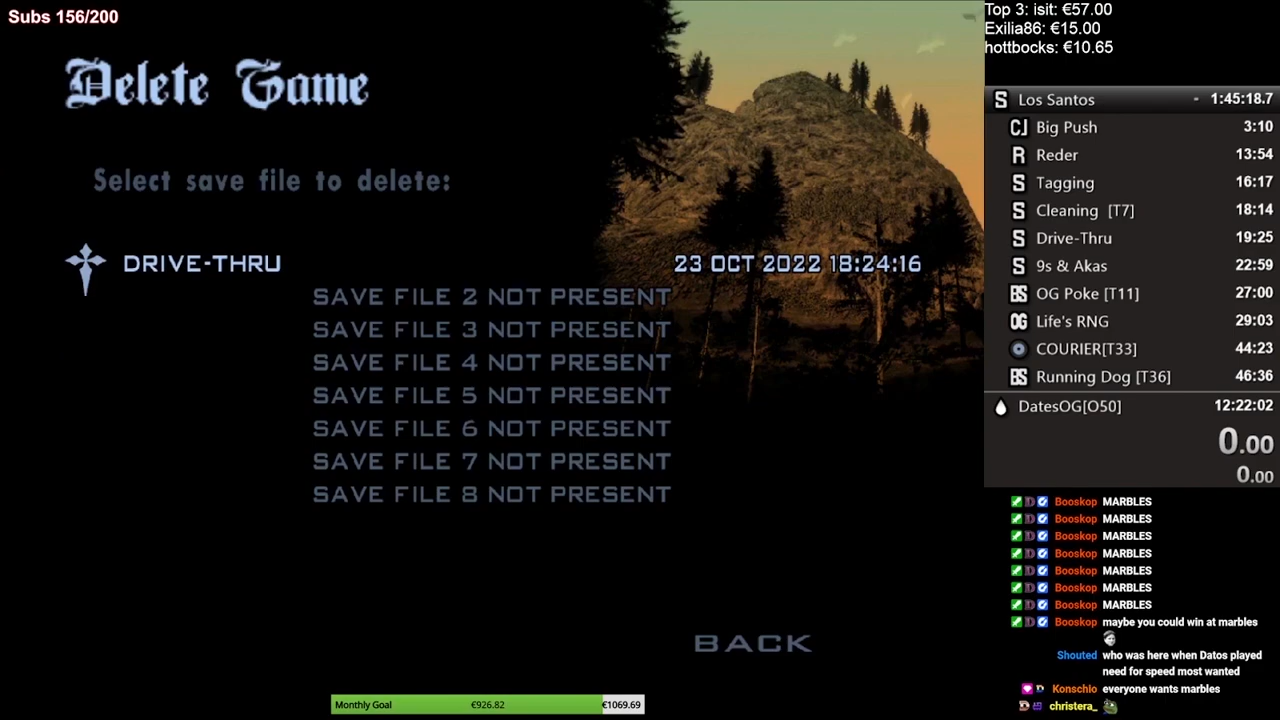 Subs 156/200
Top 3: isit: €57.00
Exilia86: €15.00
hottbocks: €10.65
Delete Game
Select save file to delete:
DRIVE-THRU 23 OCT 2022 18:24:16
SAVE FILE 2 NOT PRESENT
SAVE FILE 3 NOT PRESENT
SAVE FILE 4 NOT PRESENT
SAVE FILE 5 NOT PRESENT
SAVE FILE 6 NOT PRESENT
SAVE FILE 7 NOT PRESENT
SAVE FILE 8 NOT PRESENT
BACK
Monthly Goal €926.82 €1069.69
S Los Santos - 1:45:18.7
CJ Big Push 3:10
R Reder 13:54
S Tagging 16:17
S Cleaning [T7] 18:14
S Drive-Thru 19:25
S 9s & Akas 22:59
BS OG Poke [T11] 27:00
OG Life's RNG 29:03
COURIER[T33] 44:23
BS Running Dog [T36] 46:36
DatesOG[O50] 12:22:02
0.00
0.00
Booskop MARBLES
Booskop MARBLES
Booskop MARBLES
Booskop MARBLES
Booskop MARBLES
Booskop MARBLES
Booskop MARBLES
Booskop maybe you could win at marbles
Shouted who was here when Datos played
need for speed most wanted
Konschlo everyone wants marbles
christera_